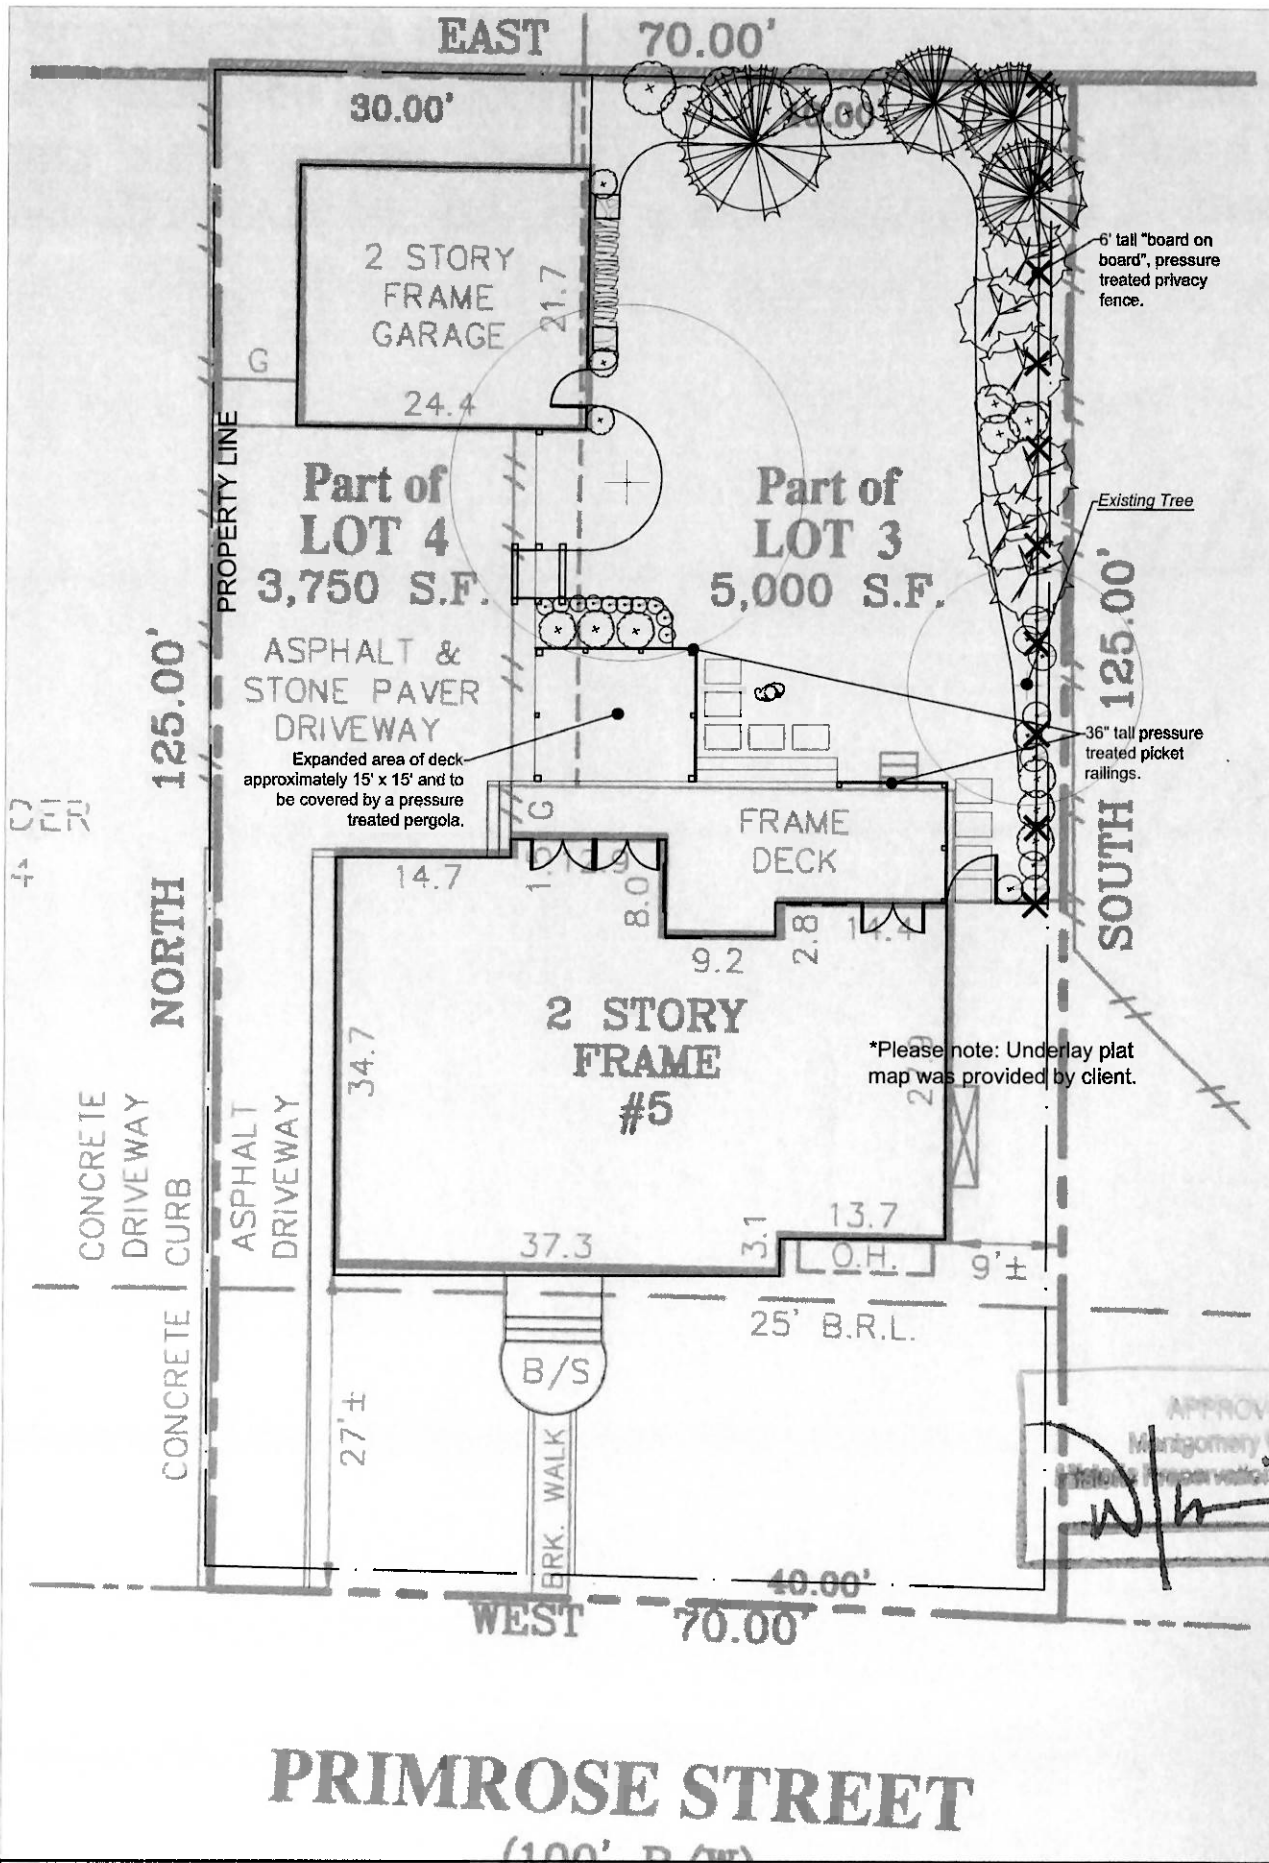 EAST 70.00'
30.00'
2 STORY
FRAME
GARAGE
21.7
24.4
G
6' tall "board on
board", pressure
treated privacy
fence.
PROPERTY LINE
Part of
LOT 4
3,750 S.F.
Part of
LOT 3
5,000 S.F.
Existing Tree
NORTH 125.00'
SOUTH 125.00'
ASPHALT &
STONE PAVER
DRIVEWAY
Expanded area of deck
approximately 15' x 15' and to
be covered by a pressure
treated pergola.
36" tall pressure
treated picket
railings.
G
FRAME
DECK
14.7
8.0
9.2
2.8
14.4
2 STORY
FRAME
#5
34.7
*Please note: Underlay plat
map was provided by client.
CONCRETE
DRIVEWAY
CONCRETE CURB
ASPHALT
DRIVEWAY
37.3
3.1
13.7
O.H.
9'±
25' B.R.L.
B/S
27'±
BRK. WALK
40.00'
WEST 70.00'
Montgomery
PRIMROSE STREET